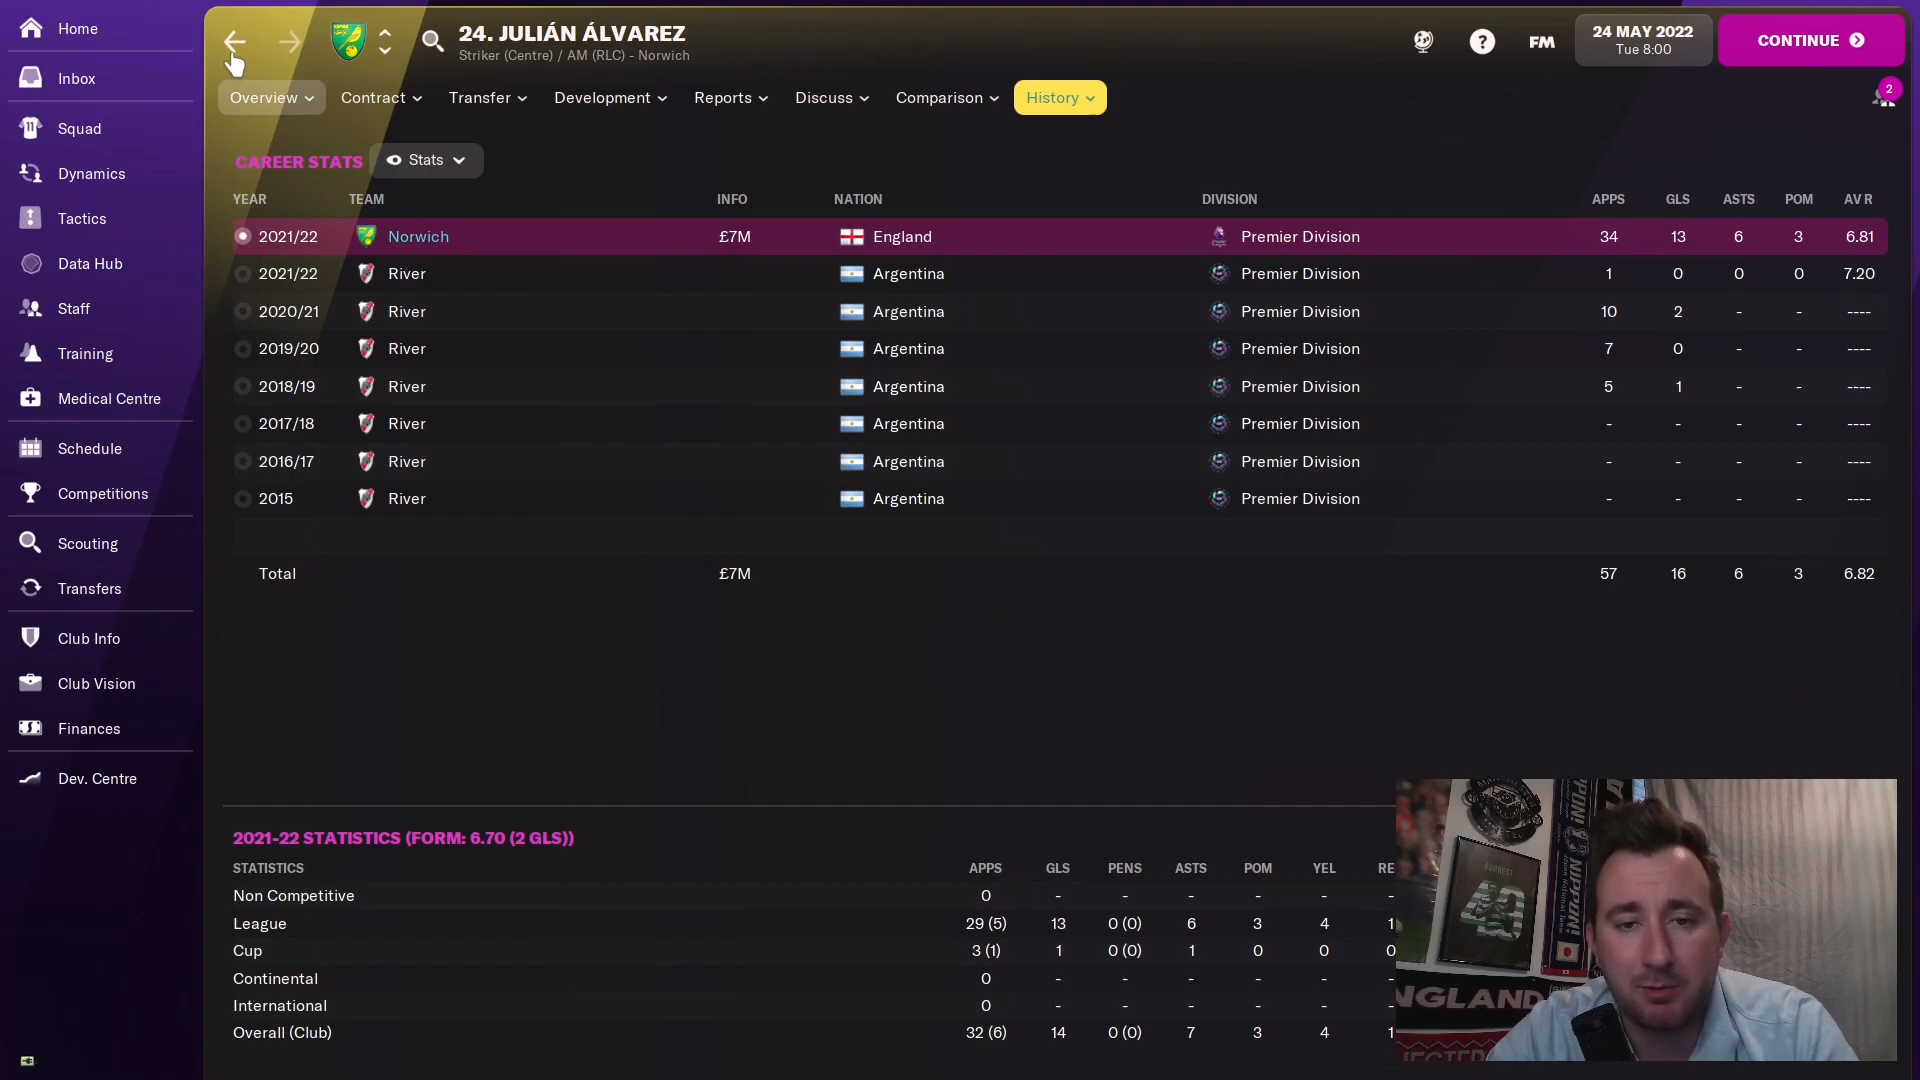 Home
Inbox
Squad
Dynamics
Tactics
Data Hub
Staff
Training
Medical Centre
Schedule
Competitions
Scouting
Transfers
Club Info
Club Vision
Finances
Dev. Centre
24. JULIÁN ÁLVAREZ
Striker (Centre) / AM (RLC) - Norwich
FM
24 MAY 2022
Tue 8:00
CONTINUE
Overview Contract Transfer Development Reports Discuss Comparison History
2
CAREER STATS Stats
YEAR TEAM INFO NATION DIVISION APPS GLS ASTS POM AV R
2021/22 Norwich £7M England Premier Division 34 13 6 3 6.81
2021/22 River Argentina Premier Division 1 0 0 0 7.20
2020/21 River Argentina Premier Division 10 2 - - ----
2019/20 River Argentina Premier Division 7 0 - - ----
2018/19 River Argentina Premier Division 5 1 - - ----
2017/18 River Argentina Premier Division - - - - ----
2016/17 River Argentina Premier Division - - - - ----
2015 River Argentina Premier Division - - - - ----
Total £7M 57 16 6 3 6.82
2021-22 STATISTICS (FORM: 6.70 (2 GLS))
STATISTICS APPS GLS PENS ASTS POM YEL RE
Non Competitive 0 - - - - - -
League 29 (5) 13 0 (0) 6 3 4 1
Cup 3 (1) 1 0 (0) 1 0 0 0
Continental 0 - - - - - -
International 0 - - - - - -
Overall (Club) 32 (6) 14 0 (0) 7 3 4 1
FORREST
49
NIPPON!
NIPPON!
NGLAND